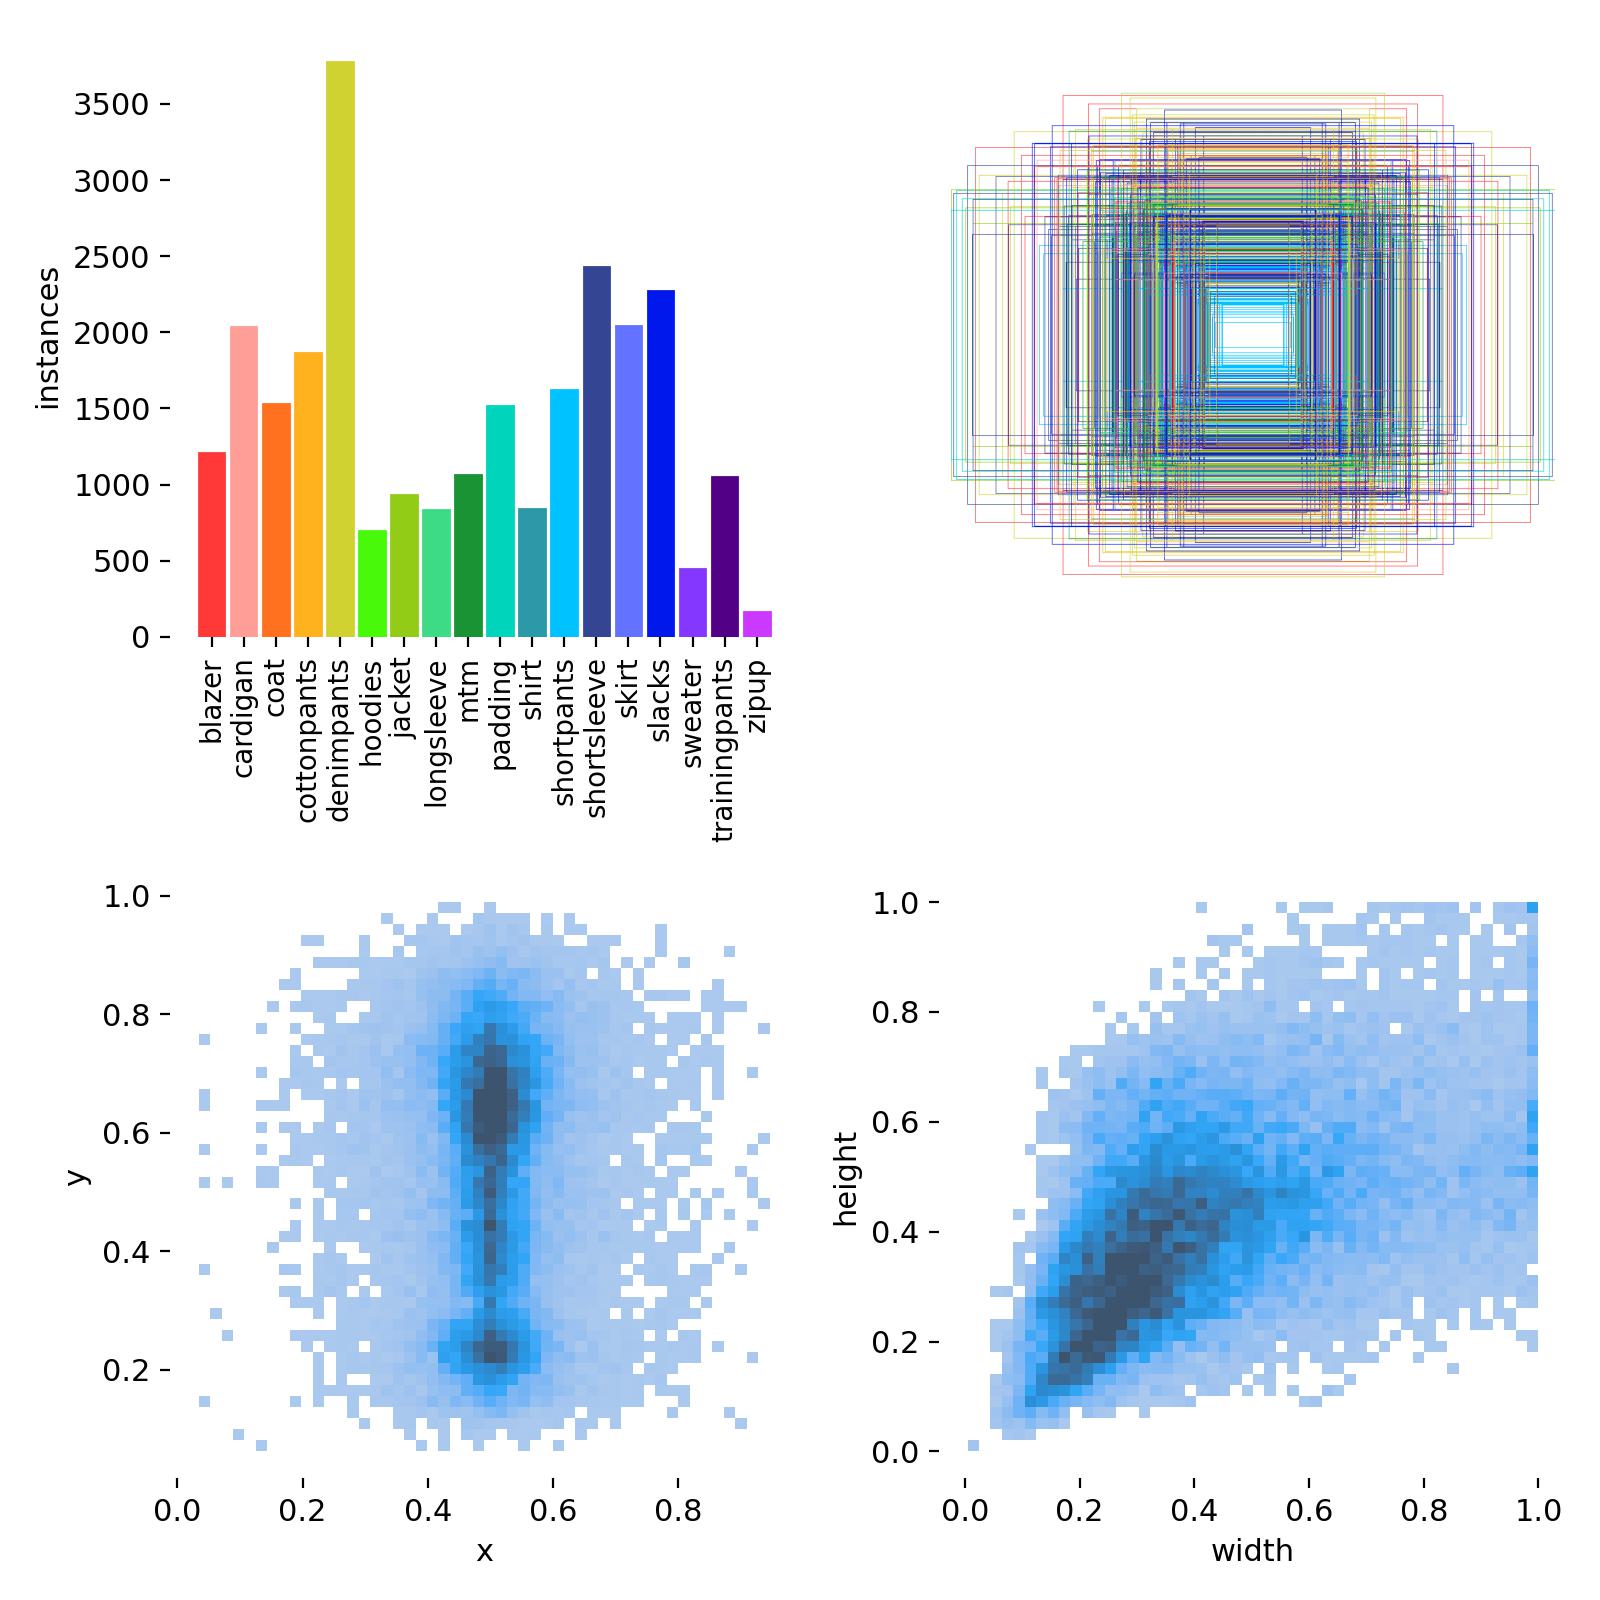 3500
3000
2500
2000
1500
1000
500
0
instances
blazer
cardigan
coat
cottonpants
denimpants
hoodies
jacket
longsleeve
mtm
padding
shirt
shortpants
shortsleeve
skirt
slacks
sweater
trainingpants
zipup
1.0
0.8
0.6
0.4
0.2
y
0.0 0.2 0.4 0.6 0.8
x
1.0
0.8
0.6
0.4
0.2
0.0
height
0.0 0.2 0.4 0.6 0.8 1.0
width